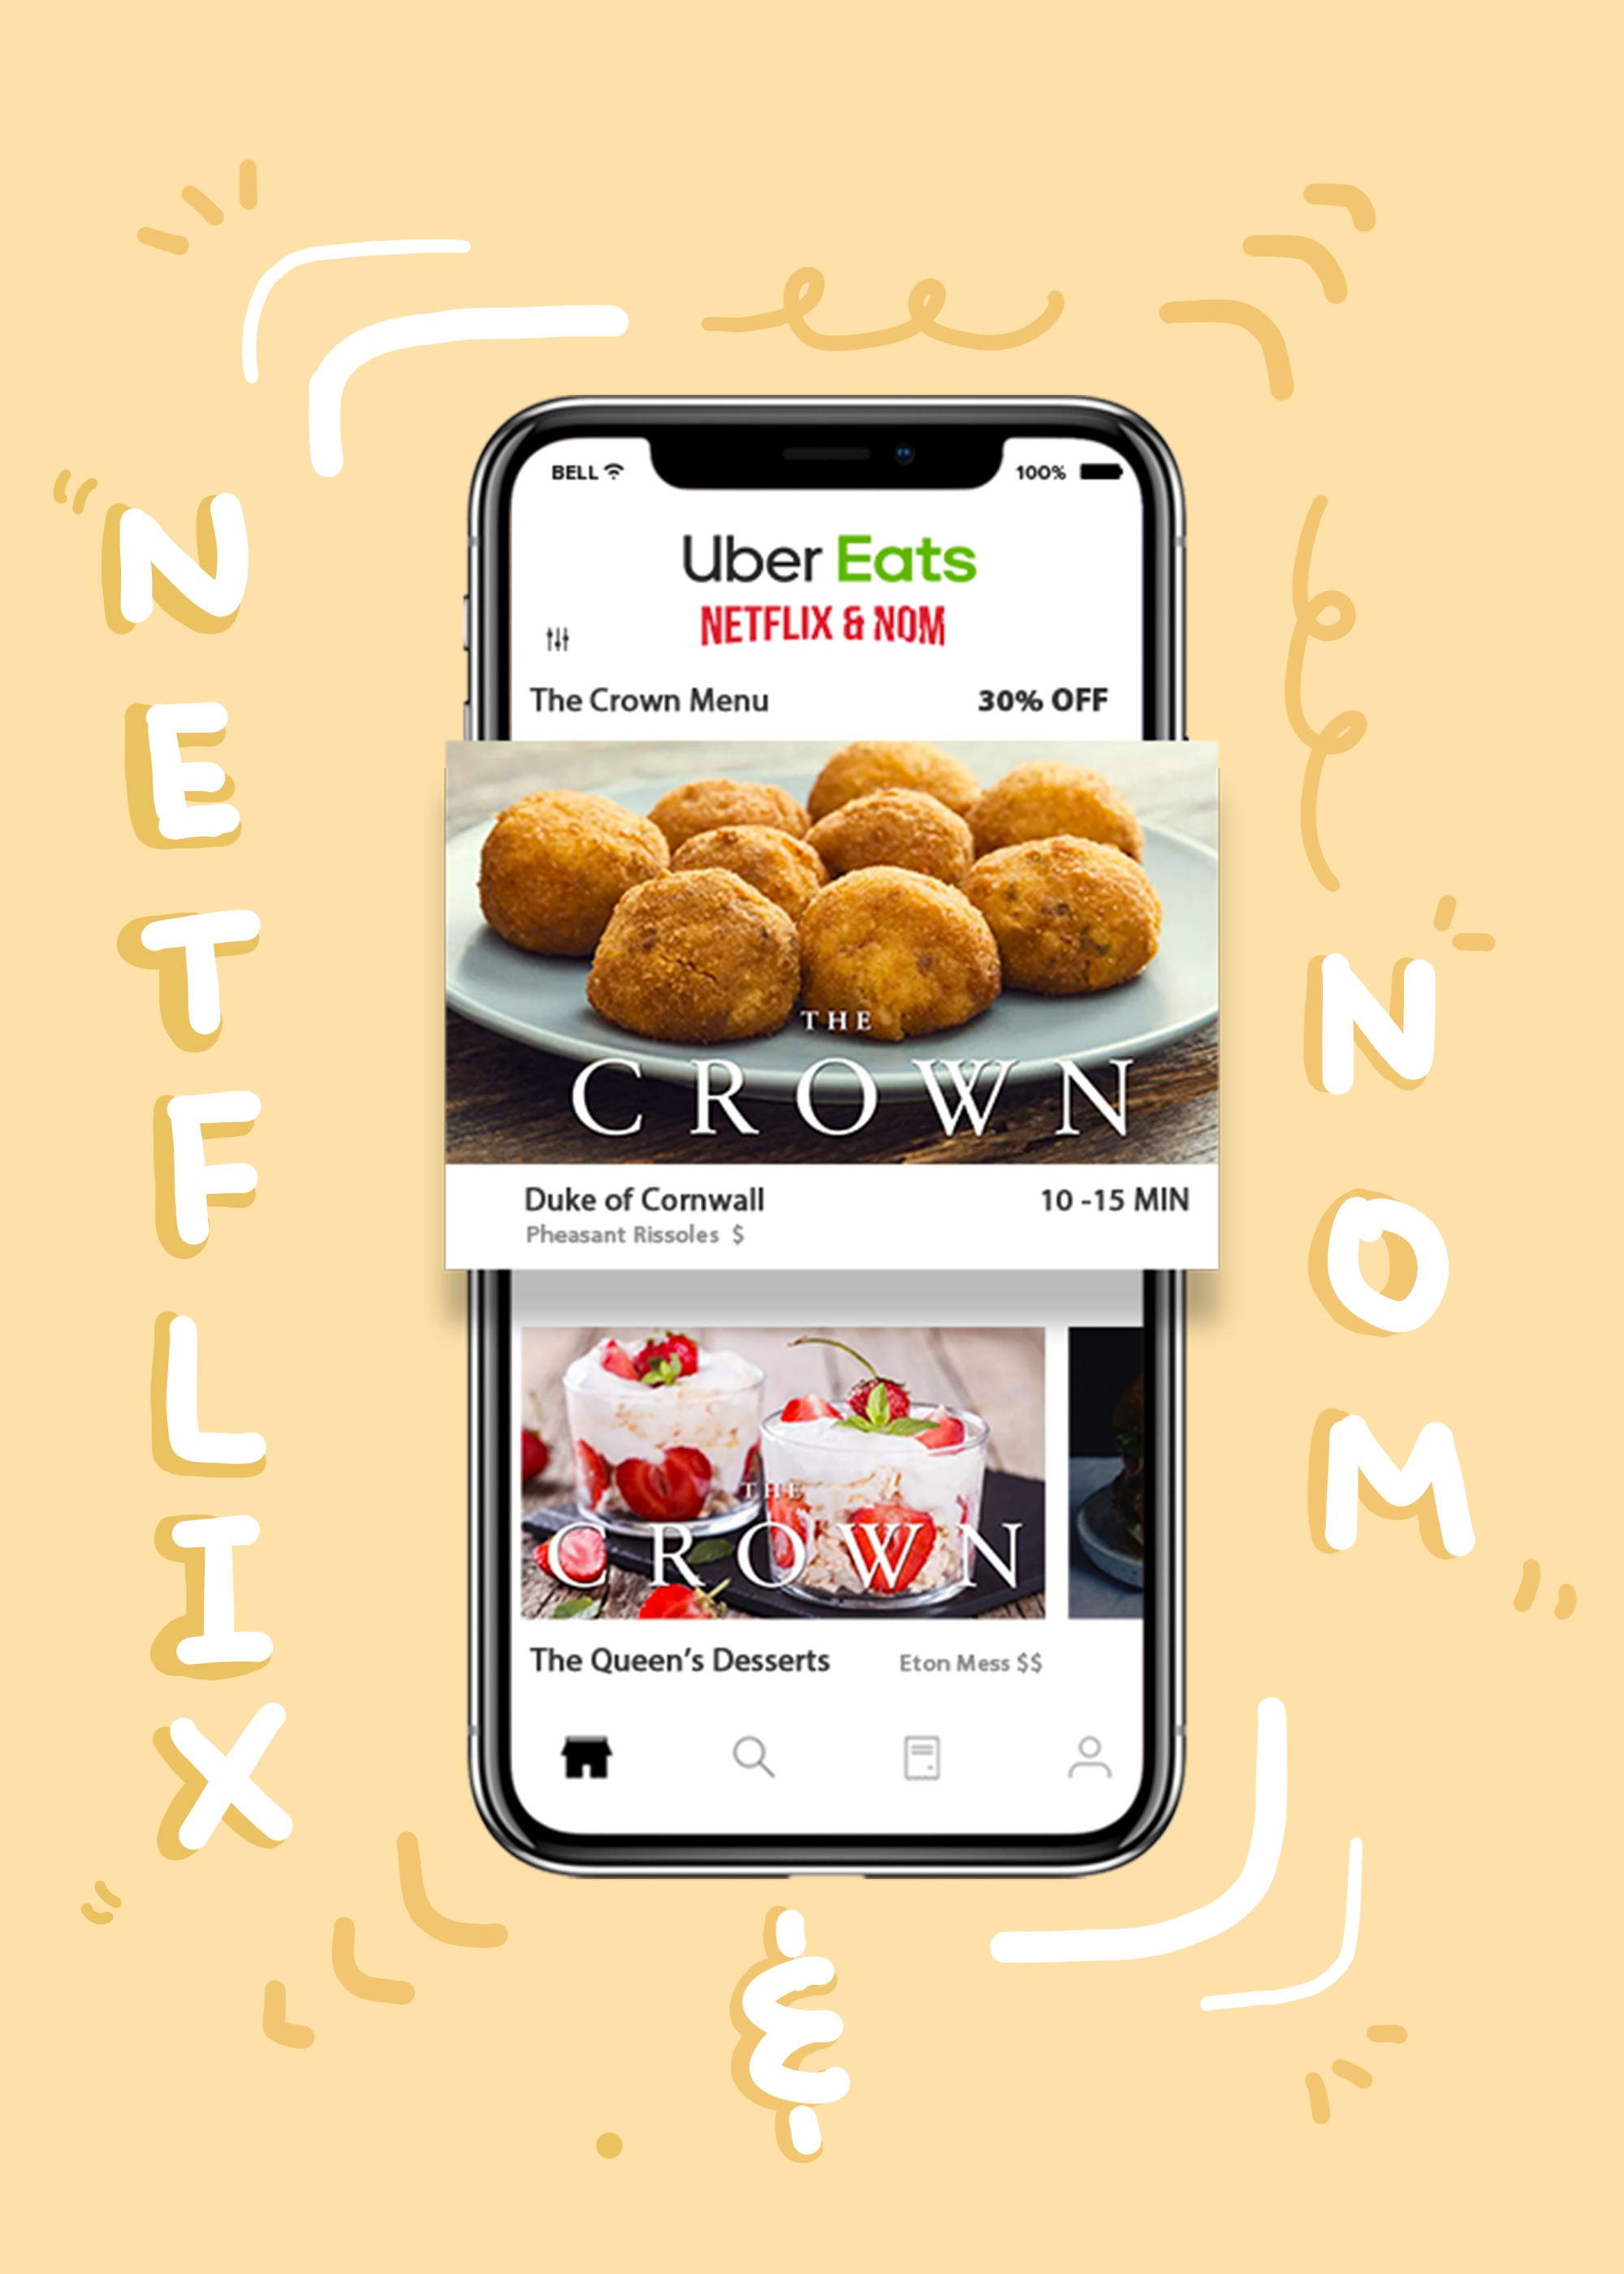 BELL 100%
Uber Eats
NETFLIX & NOM
The Crown Menu 30% OFF
THE
CROWN
Duke of Cornwall 10 -15 MIN
Pheasant Rissoles $
THE
CROWN
The Queen's Desserts Eton Mess $$
NETFLIX
&
NOM